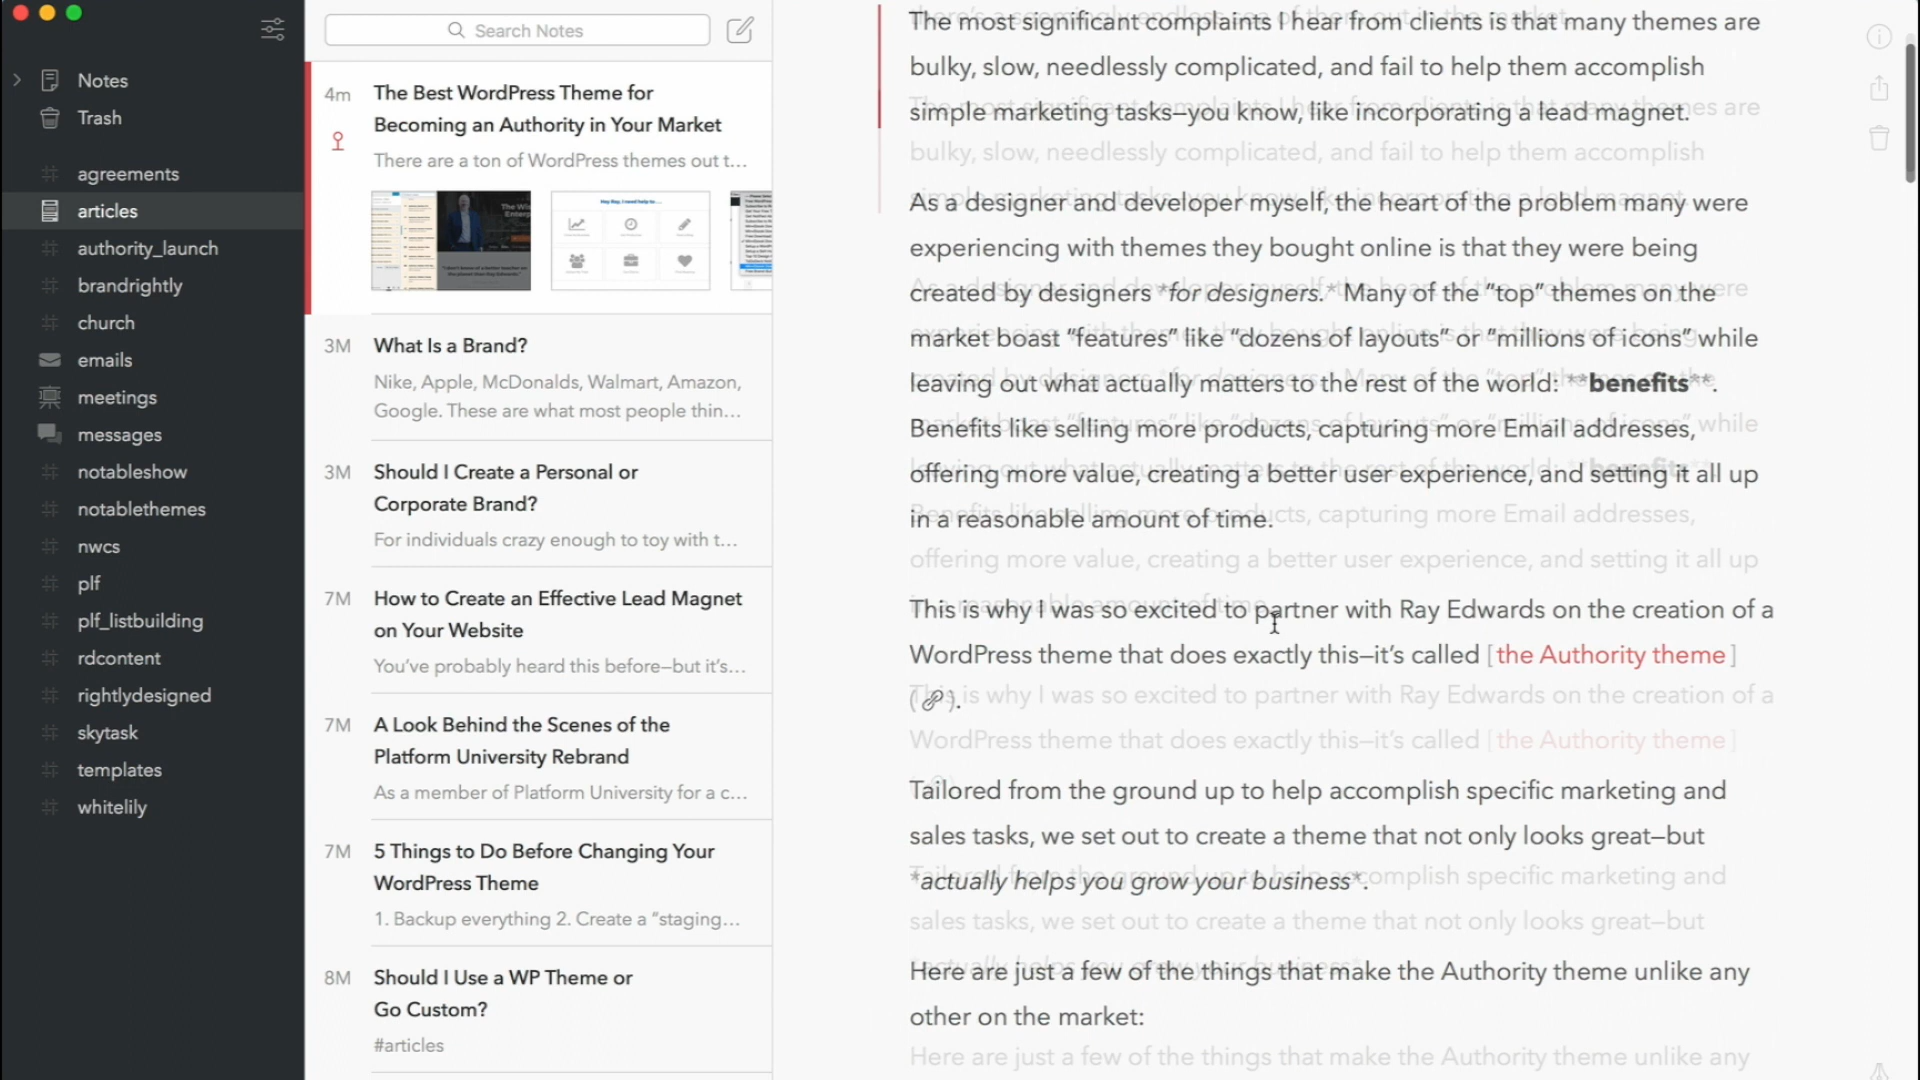 Notes
Trash
agreements
articles
authority_launch
brandrightly
church
emails
meetings
messages
notableshow
notablethemes
nwcs
plf
plf_listbuilding
rdcontent
rightlydesigned
skytask
templates
whitelily
Search Notes
4m
The Best WordPress Theme for
Becoming an Authority in Your Market
There are a ton of WordPress themes out t...
Hey Ray, I need help to...
3M
What Is a Brand?
Nike, Apple, McDonalds, Walmart, Amazon,
Google. These are what most people thin...
3M
Should I Create a Personal or
Corporate Brand?
For individuals crazy enough to toy with t...
7M
How to Create an Effective Lead Magnet
on Your Website
You've probably heard this before—but it's...
7M
A Look Behind the Scenes of the
Platform University Rebrand
As a member of Platform University for a c...
7M
5 Things to Do Before Changing Your
WordPress Theme
1. Backup everything 2. Create a "staging...
8M
Should I Use a WP Theme or
Go Custom?
#articles
The most significant complaints I hear from clients is that many themes are
bulky, slow, needlessly complicated, and fail to help them accomplish
simple marketing tasks—you know, like incorporating a lead magnet.
As a designer and developer myself, the heart of the problem many were
experiencing with themes they bought online is that they were being
created by designers *for designers.* Many of the "top" themes on the
market boast "features" like "dozens of layouts" or "millions of icons" while
leaving out what actually matters to the rest of the world: **benefits**.
Benefits like selling more products, capturing more Email addresses,
offering more value, creating a better user experience, and setting it all up
in a reasonable amount of time.
This is why I was so excited to partner with Ray Edwards on the creation of a
WordPress theme that does exactly this—it's called [the Authority theme]
( ).
Tailored from the ground up to help accomplish specific marketing and
sales tasks, we set out to create a theme that not only looks great—but
*actually helps you grow your business*.
Here are just a few of the things that make the Authority theme unlike any
other on the market: